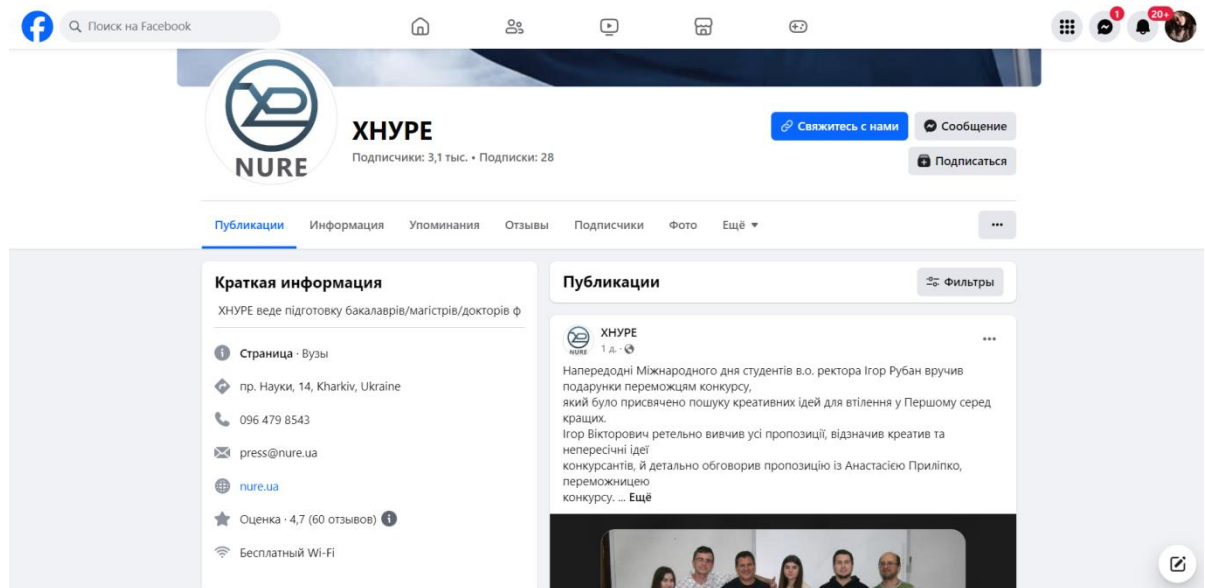 Поиск на Facebook
1
20+
NURE
ХНУРЕ
Подписчики: 3,1 тыс. • Подписки: 28
Свяжитесь с нами
Сообщение
Подписаться
Публикации
Информация
Упоминания
Отзывы
Подписчики
Фото
Ещё
Краткая информация
ХНУРЕ веде підготовку бакалаврів/магістрів/докторів ф
Страница · Вузы
пр. Науки, 14, Kharkiv, Ukraine
096 479 8543
press@nure.ua
nure.ua
Оценка · 4,7 (60 отзывов)
Бесплатный Wi-Fi
Публикации
Фильтры
NURE
ХНУРЕ
1 д. ·
Напередодні Міжнародного дня студентів в.о. ректора Ігор Рубан вручив
подарунки переможцям конкурсу,
який було присвячено пошуку креативних ідей для втілення у Першому серед
кращих.
Ігор Вікторович ретельно вивчив усі пропозиції, відзначив креатив та
непересічні ідеї
конкурсантів, й детально обговорив пропозицію із Анастасією Приліпко,
переможницею
конкурсу. ... Ещё